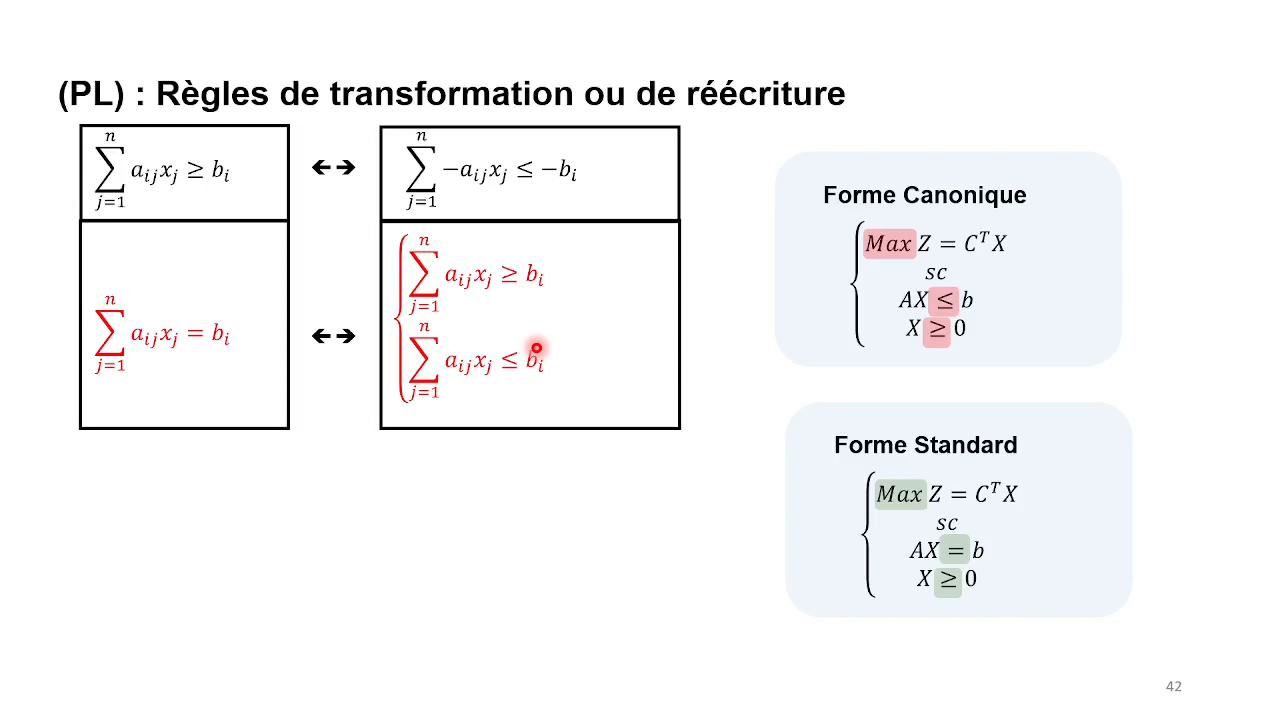 (PL) : Règles de transformation ou de réécriture
∑_{j=1}^{n} a_{ij}x_j ≥ b_i ←→ ∑_{j=1}^{n} −a_{ij}x_j ≤ −b_i
∑_{j=1}^{n} a_{ij}x_j = b_i ←→ { ∑_{j=1}^{n} a_{ij}x_j ≥ b_i
∑_{j=1}^{n} a_{ij}x_j ≤ b_i
Forme Canonique
{ Max Z = C^T X
sc
AX ≤ b
X ≥ 0
Forme Standard
{ Max Z = C^T X
sc
AX = b
X ≥ 0
42